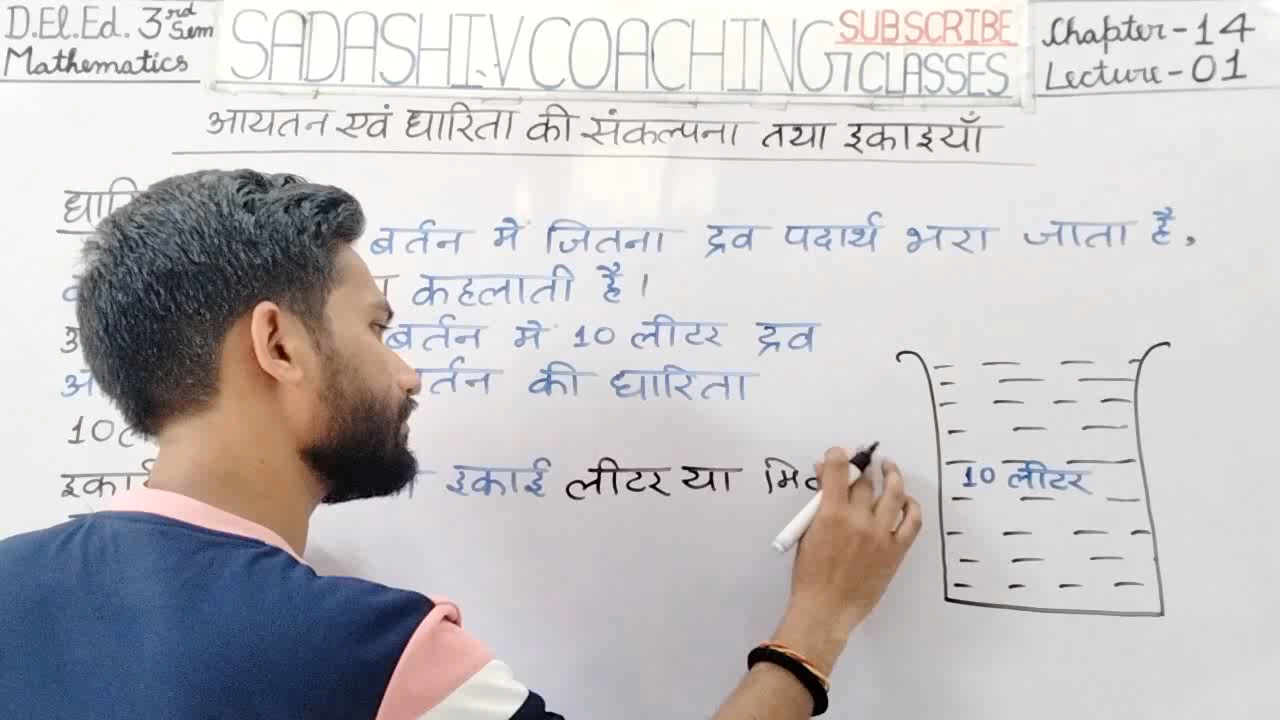 D.El.Ed. 3rd Sem
Mathematics
SADASHIV COACHING CLASSES
SUBSCRIBE
Chapter-14
Lecture-01
आयतन एवं धारिता की संकल्पना तथा इकाइयाँ
बर्तन में जितना द्रव पदार्थ भरा जाता है,
कहलाती है।
बर्तन में 10 लीटर द्रव
की धारिता
इकाई लीटर या
10 लीटर